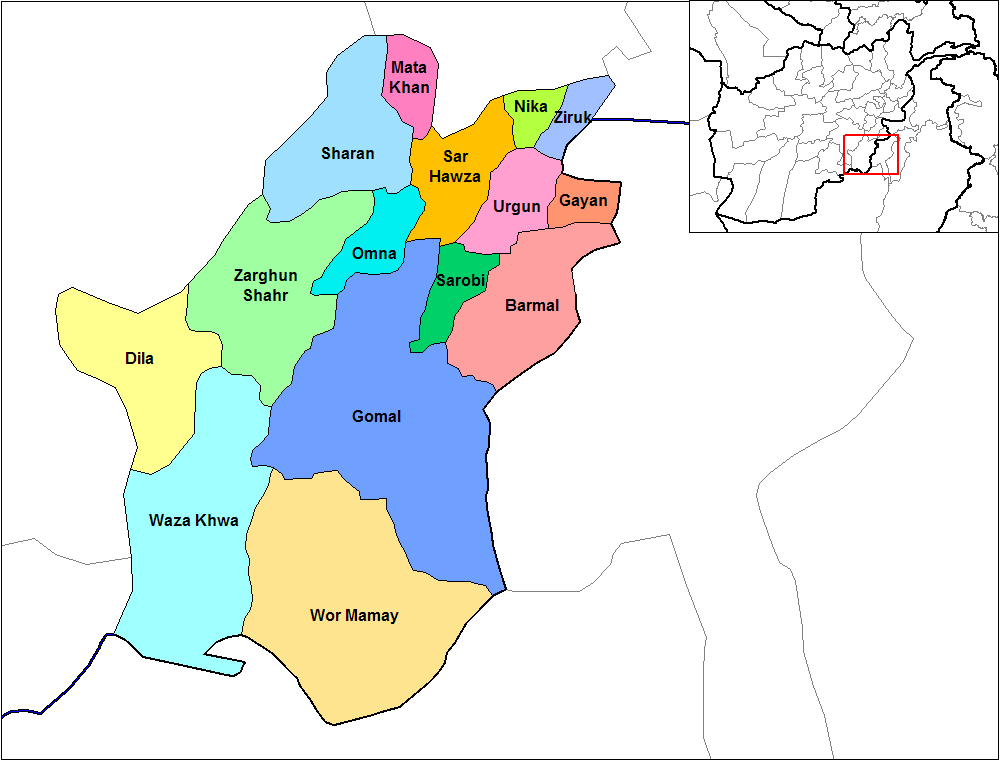 Mata
Khan
Nika
Ziruk
Sharan
Sar
Hawza
Urgun
Gayan
Omna
Zarghun
Shahr
Sarobi
Barmal
Dila
Gomal
Waza Khwa
Wor Mamay